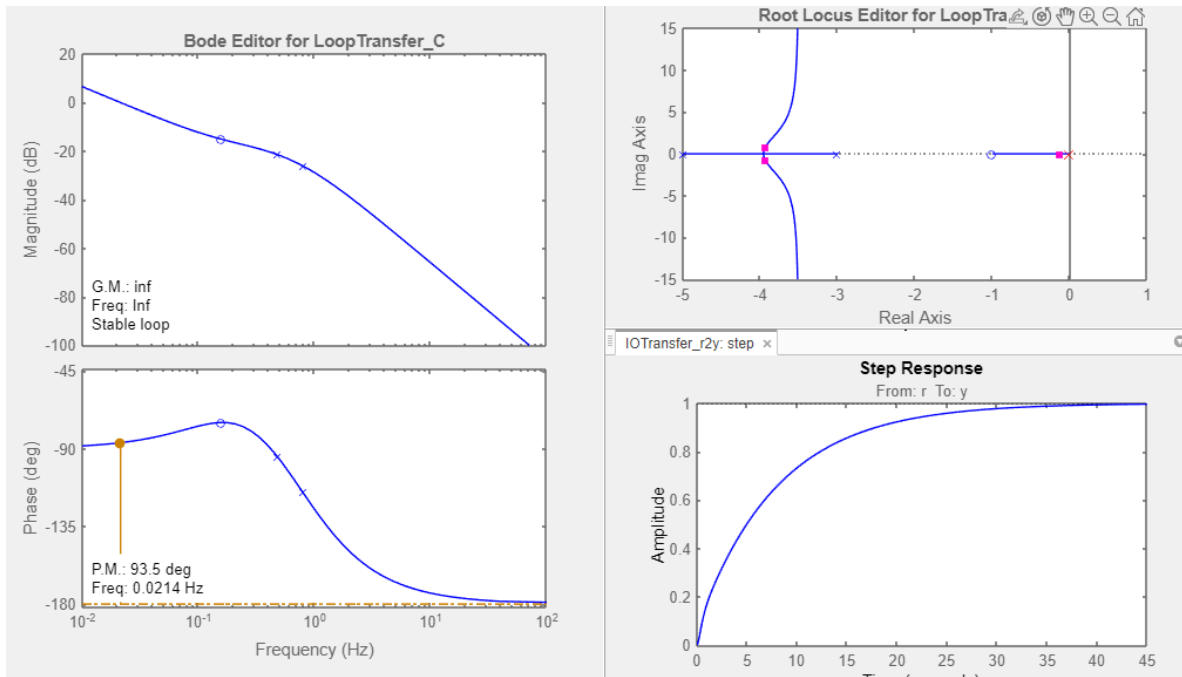 Bode Editor for LoopTransfer_C
20
0
-20
-40
-60
-80
-100
Magnitude (dB)
G.M.: inf
Freq: Inf
Stable loop
-45
-90
-135
-180
Phase (deg)
P.M.: 93.5 deg
Freq: 0.0214 Hz
10^-2 10^-1 10^0 10^1 10^2
Frequency (Hz)
Root Locus Editor for LoopTra
15
10
5
0
-5
-10
-15
Imag Axis
-5 -4 -3 -2 -1 0 1
Real Axis
IOTransfer_r2y: step ×
Step Response
From: r To: y
1
0.8
0.6
0.4
0.2
0
Amplitude
0 5 10 15 20 25 30 35 40 45